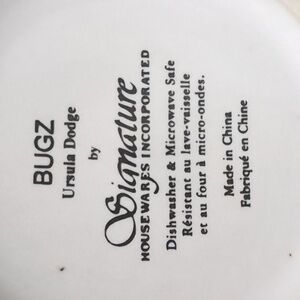 BUGZ
Ursula Dodge
by
Signature
HOUSEWARES INCORPORATED
Dishwasher & Microwave Safe
Résistant au lave-vaisselle
et au four à micro-ondes.
Made in China
Fabriqué en Chine